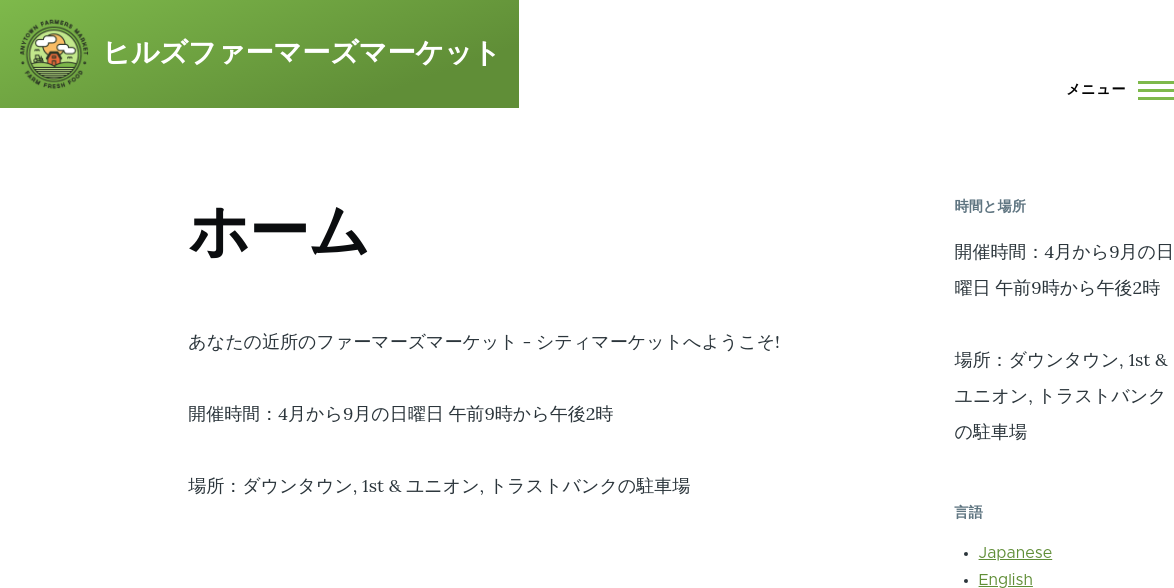 ANYTOWN FARMERS MARKET
FARM FRESH FOOD
ヒルズファーマーズマーケット
メニュー
ホーム
あなたの近所のファーマーズマーケット - シティマーケットへようこそ!
開催時間：4月から9月の日曜日 午前9時から午後2時
場所：ダウンタウン, 1st & ユニオン, トラストバンクの駐車場
時間と場所
開催時間：4月から9月の日
曜日 午前9時から午後2時
場所：ダウンタウン, 1st &
ユニオン, トラストバンク
の駐車場
言語
Japanese
English